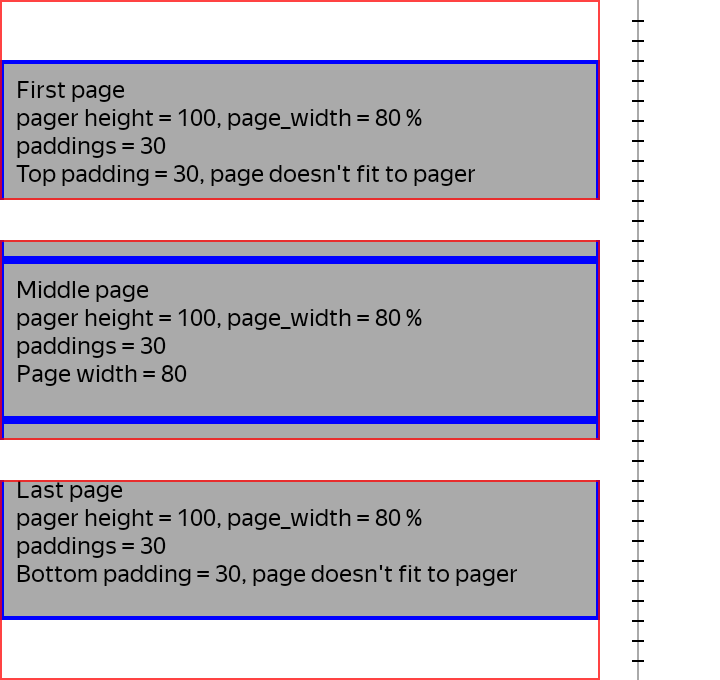 First page
pager height = 100, page_width = 80 %
paddings = 30
Top padding = 30, page doesn't fit to pager
Middle page
pager height = 100, page_width = 80 %
paddings = 30
Page width = 80
Last page
pager height = 100, page_width = 80 %
paddings = 30
Bottom padding = 30, page doesn't fit to pager